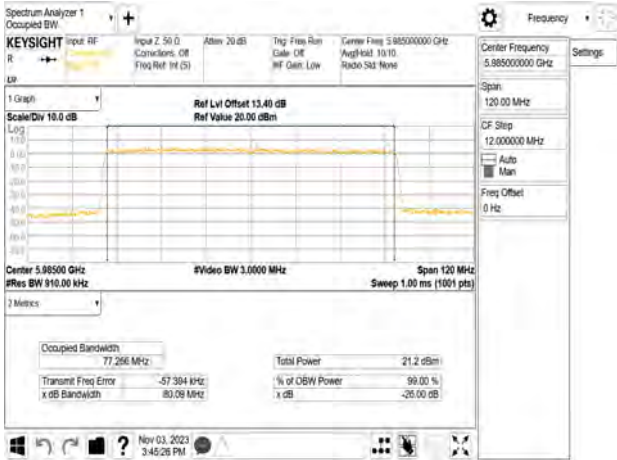 Spectrum Analyzer 1
Occupied BW
Frequency
KEYSIGHT
Input: RF
R
Input Z: 50 Ω
Corrections: Off
Freq Ref: Int (S)
Atten: 20 dB
Trig: Free Run
Gate: Off
#IF Gain: Low
Center Freq: 5.985000000 GHz
Avg|Hold: 10/10
Radio Std: None
1 Graph
Scale/Div 10.0 dB
Ref Lvl Offset 13.40 dB
Ref Value 20.00 dBm
Log
10.0
0.00
Center 5.98500 GHz
#Res BW 910.00 kHz
#Video BW 3.0000 MHz
Span 120 MHz
Sweep 1.00 ms (1001 pts)
2 Metrics
Occupied Bandwidth
77.266 MHz
Total Power
21.2 dBm
Transmit Freq Error
-57.394 kHz
% of OBW Power
99.00 %
x dB Bandwidth
80.09 MHz
x dB
-26.00 dB
Nov 03, 2023
3:45:26 PM
Center Frequency
5.985000000 GHz
Settings
Span
120.00 MHz
CF Step
12.000000 MHz
Auto
Man
Freq Offset
0 Hz